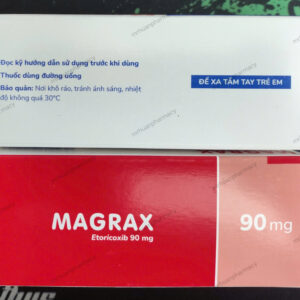 Đọc kỹ hướng dẫn sử dụng trước khi dùng
Thuốc dùng đường uống
Bảo quản: Nơi khô ráo, tránh ánh sáng, nhiệt
độ không quá 30°C
ĐỂ XA TẦM TAY TRẺ EM
MAGRAX
Etoricoxib 90 mg
90 mg